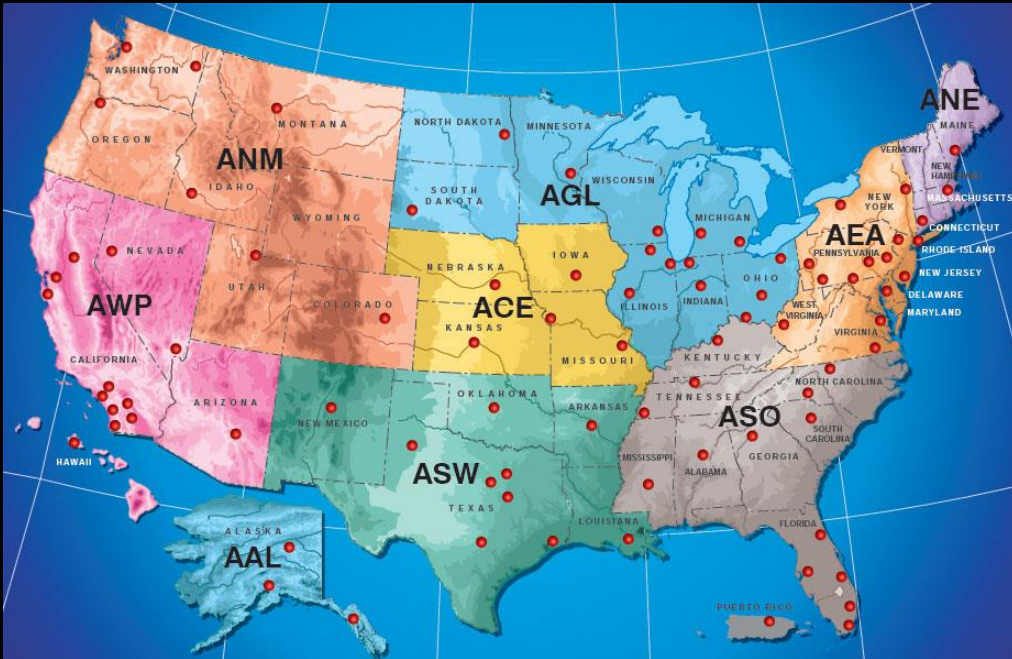 ANE
MAINE
WASHINGTON
MONTANA
NORTH DAKOTA
MINNESOTA
OREGON
VERMONT
ANM
IDAHO
SOUTH
DAKOTA
AGL
WISCONSIN
NEW
HAMPSHIRE
MASSACHUSETTS
NEW
YORK
WYOMING
MICHIGAN
CONNECTICUT
AEA
RHODE ISLAND
PENNSYLVANIA
NEVADA
IOWA
NEBRASKA
NEW JERSEY
OHIO
UTAH
DELAWARE
AWP
COLORADO
ACE
ILLINOIS
INDIANA
WEST
VIRGINIA
MARYLAND
KANSAS
VIRGINIA
CALIFORNIA
MISSOURI
KENTUCKY
NORTH CAROLINA
ARIZONA
OKLAHOMA
TENNESSEE
ARKANSAS
NEW MEXICO
ASO
SOUTH
CAROLINA
HAWAII
ASW
MISSISSIPPI
ALABAMA
GEORGIA
TEXAS
LOUISIANA
FLORIDA
ALASKA
AAL
PUERTO RICO